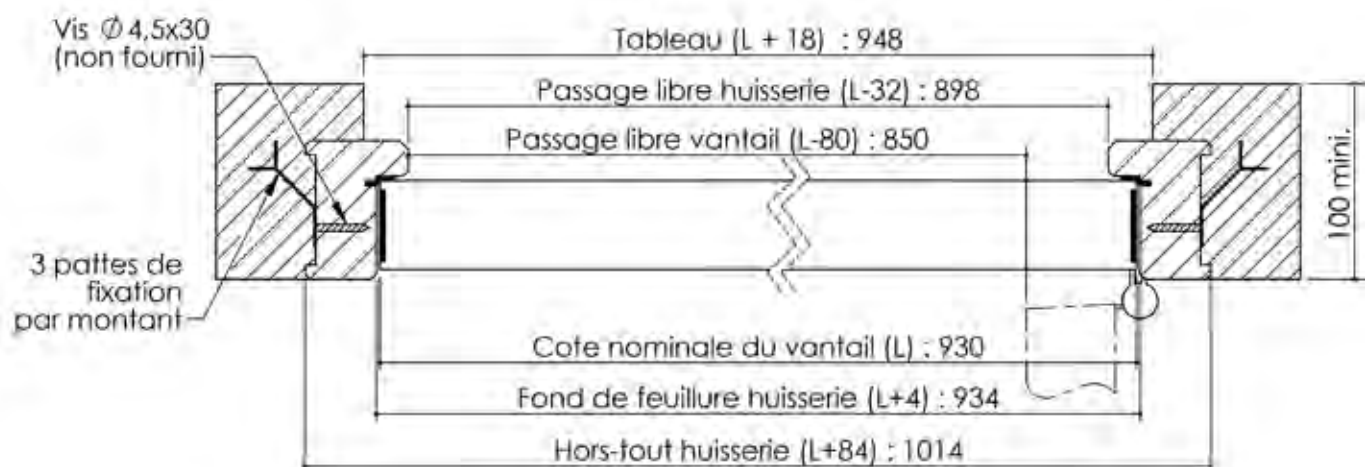 Vis Ø 4,5x30
(non fourni)
Tableau (L + 18) : 948
Passage libre huisserie (L-32) : 898
Passage libre vantail (L-80) : 850
100 mini.
3 pattes de
fixation
par montant
Cote nominale du vantail (L) : 930
Fond de feuillure huisserie (L+4) : 934
Hors-tout huisserie (L+84) : 1014